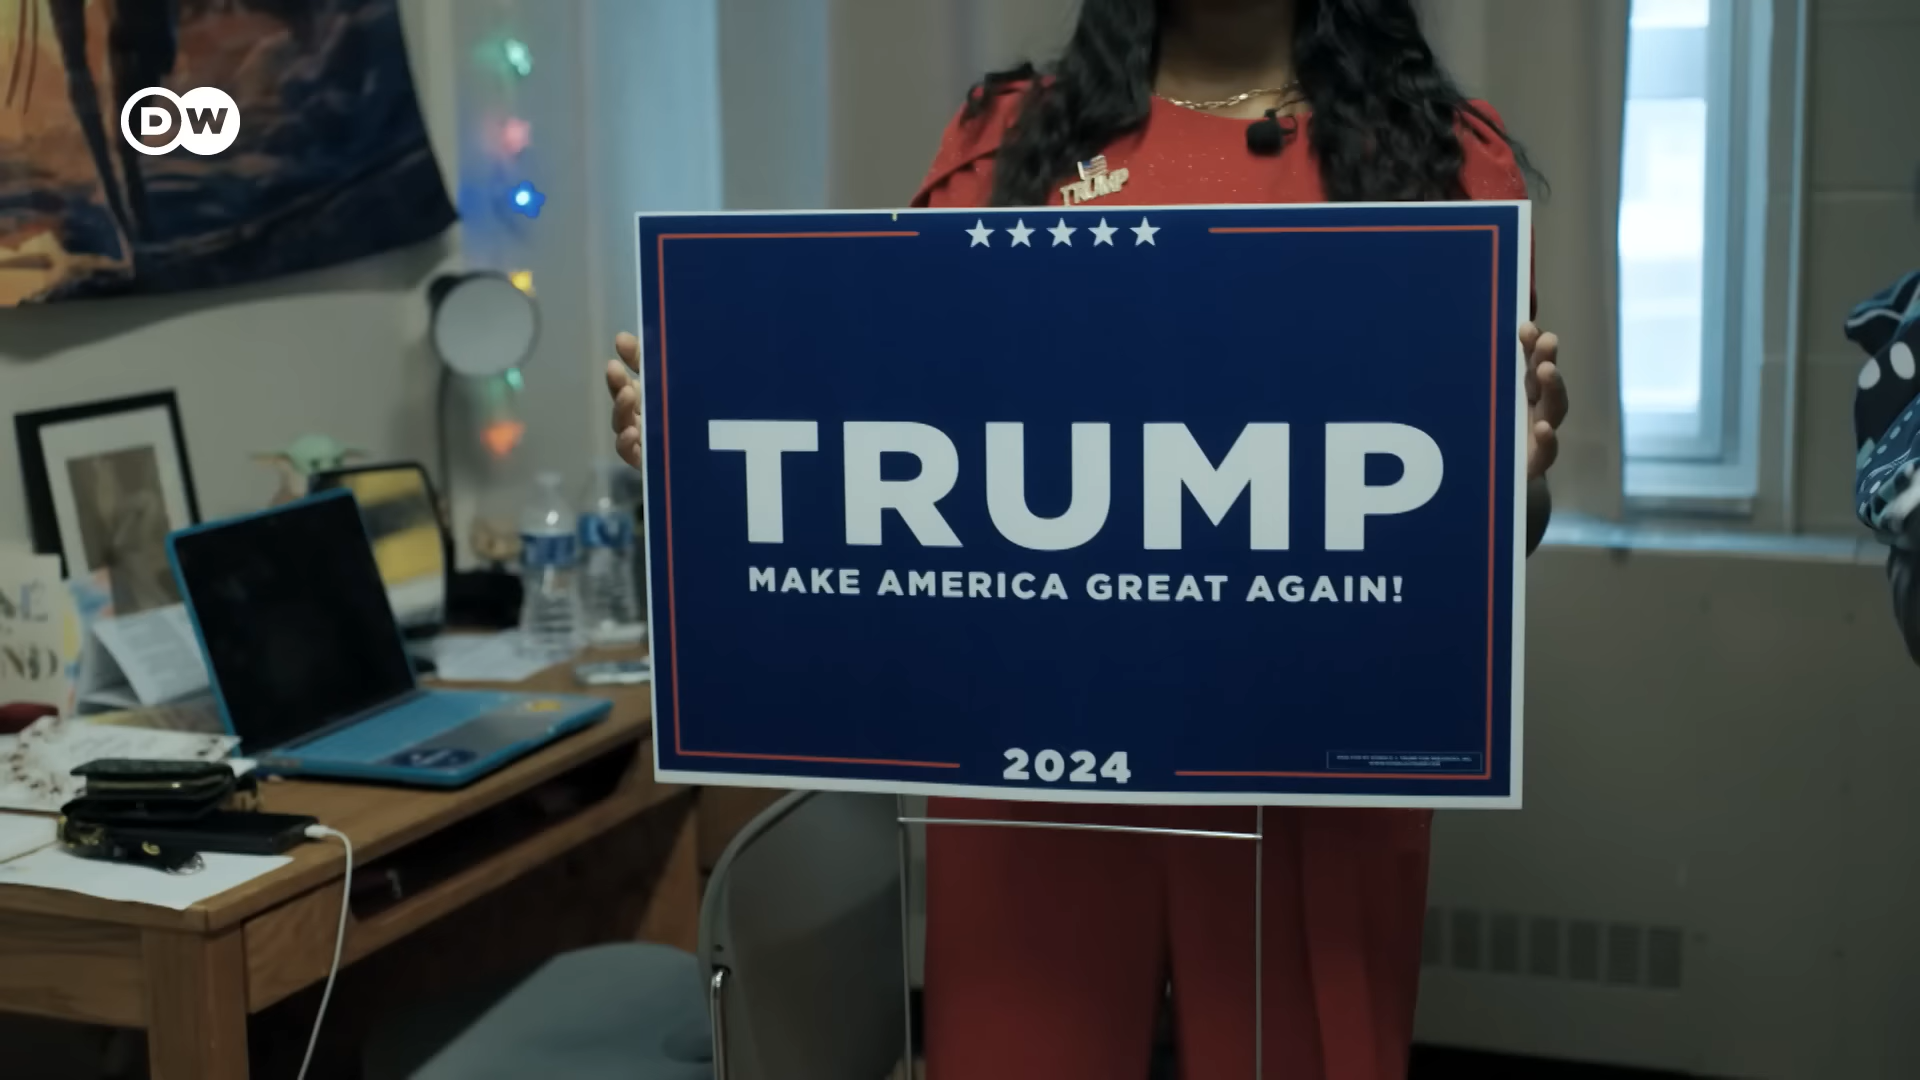 DW
TRUMP
TRUMP
MAKE AMERICA GREAT AGAIN!
2024